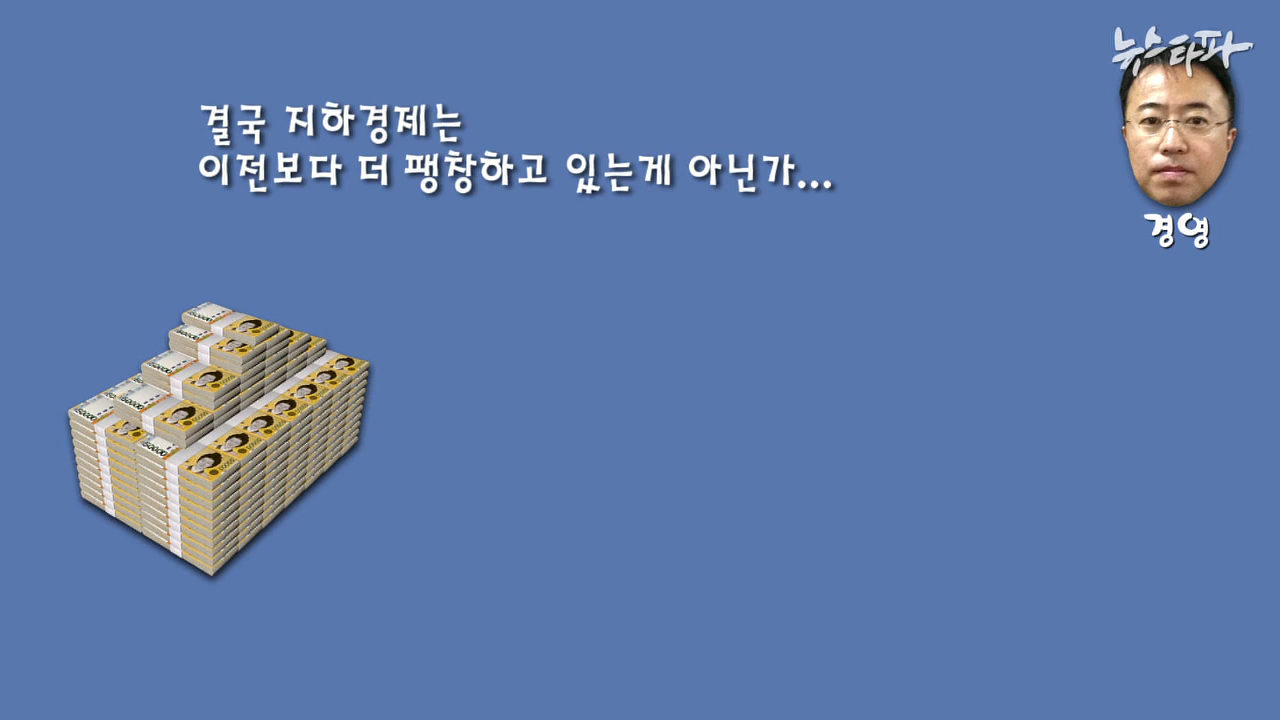 뉴스타파
결국 지하경제는
이전보다 더 팽창하고 있는게 아닌가...
경영
50000